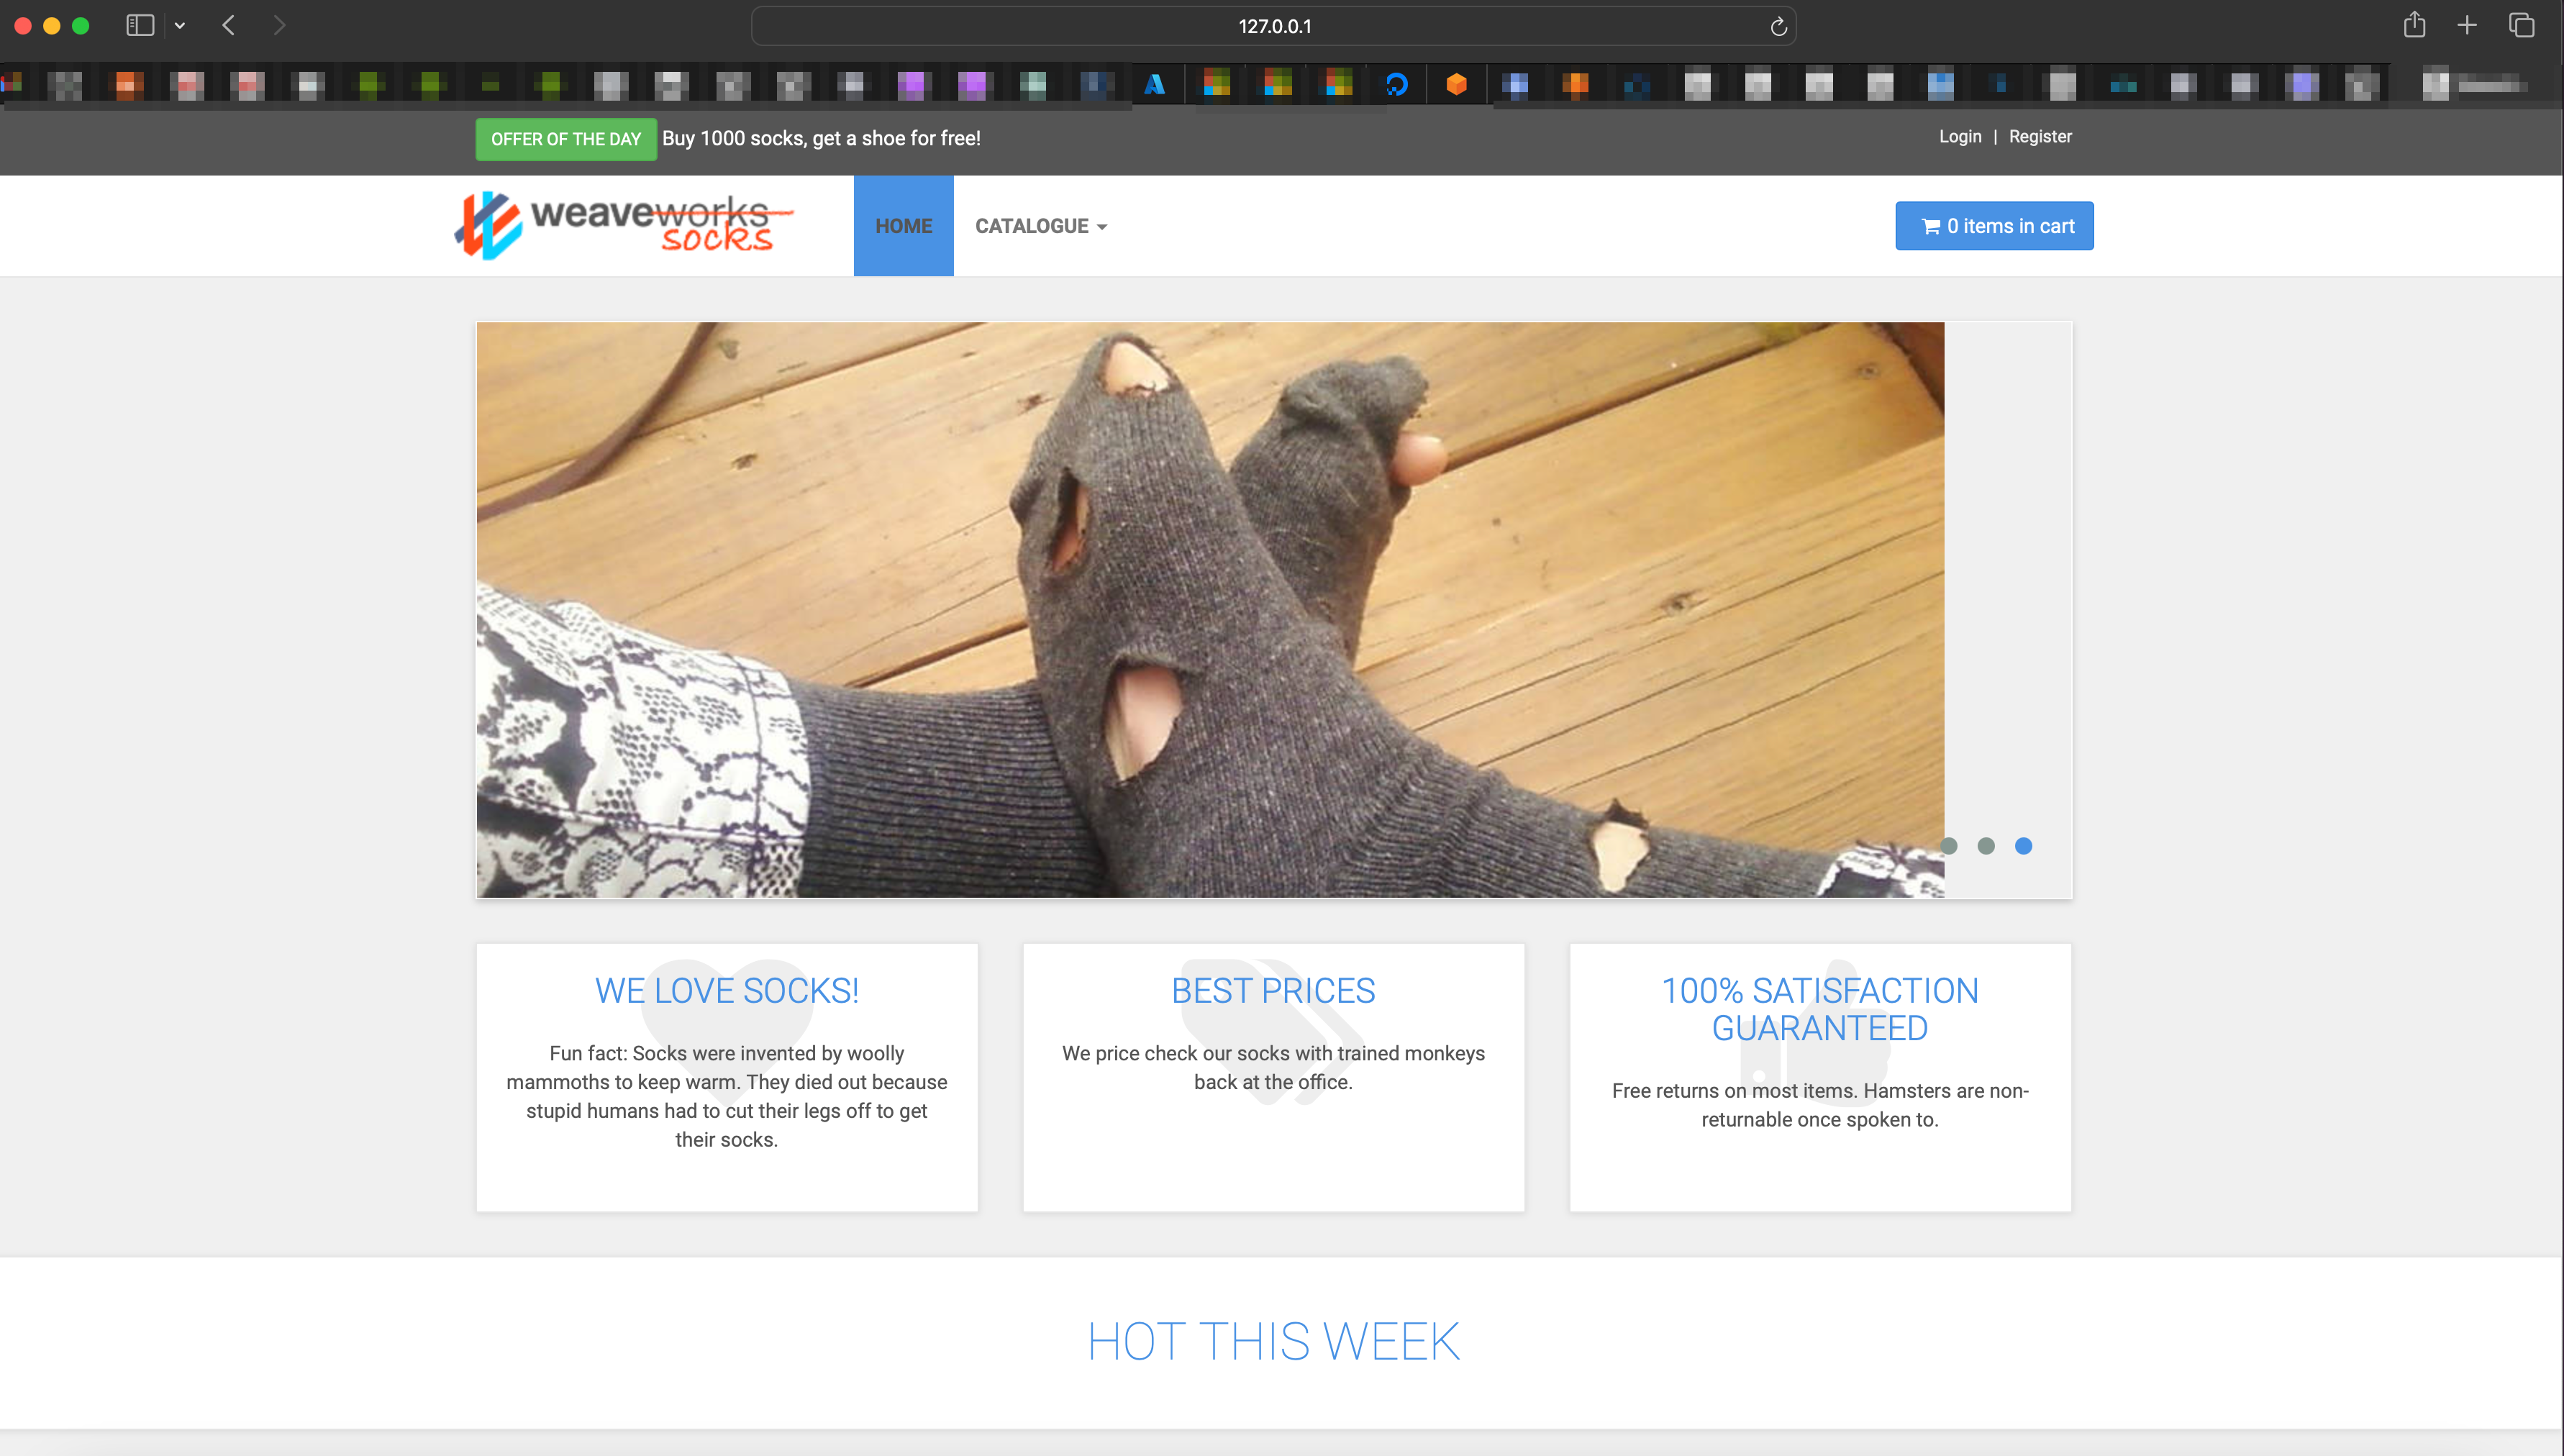 127.0.0.1
OFFER OF THE DAY Buy 1000 socks, get a shoe for free!
Login | Register
weaveworks
socks
HOME
CATALOGUE
0 items in cart
WE LOVE SOCKS!
Fun fact: Socks were invented by woolly
mammoths to keep warm. They died out because
stupid humans had to cut their legs off to get
their socks.
BEST PRICES
We price check our socks with trained monkeys
back at the office.
100% SATISFACTION
GUARANTEED
Free returns on most items. Hamsters are non-
returnable once spoken to.
HOT THIS WEEK